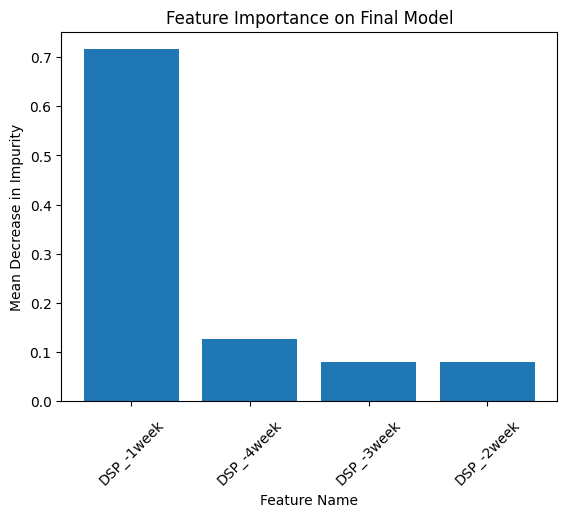 Feature Importance on Final Model
Mean Decrease in Impurity
0.7
0.6
0.5
0.4
0.3
0.2
0.1
0.0
DSP_-1week
DSP_-4week
DSP_-3week
DSP_-2week
Feature Name